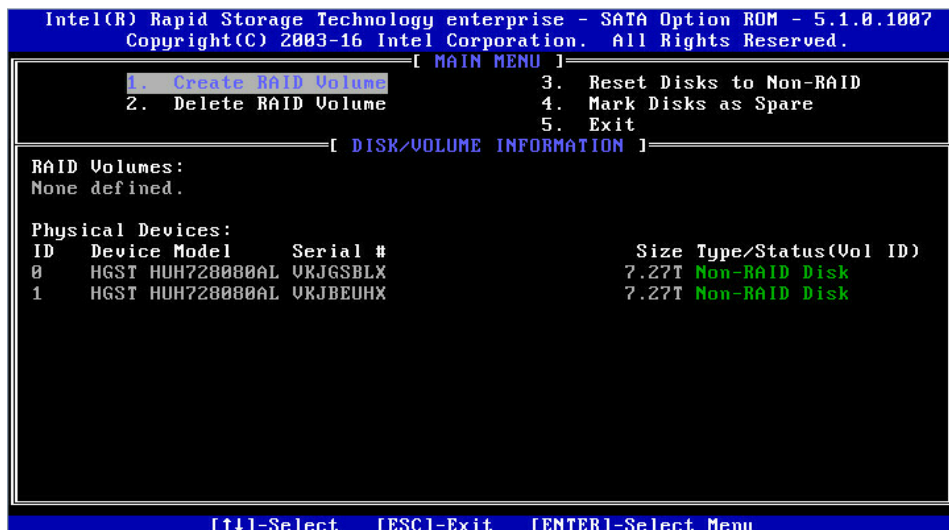 Intel(R) Rapid Storage Technology enterprise - SATA Option ROM - 5.1.0.1007
Copyright(C) 2003-16 Intel Corporation. All Rights Reserved.
[ MAIN MENU ]
1. Create RAID Volume 3. Reset Disks to Non-RAID
2. Delete RAID Volume 4. Mark Disks as Spare
5. Exit
[ DISK/VOLUME INFORMATION ]
RAID Volumes:
None defined.
Physical Devices:
ID Device Model Serial # Size Type/Status(Vol ID)
0 HGST HUH728080AL VKJGSBLX 7.27T Non-RAID Disk
1 HGST HUH728080AL VKJBEUHX 7.27T Non-RAID Disk
[↑↓]-Select [ESC]-Exit [ENTER]-Select Menu